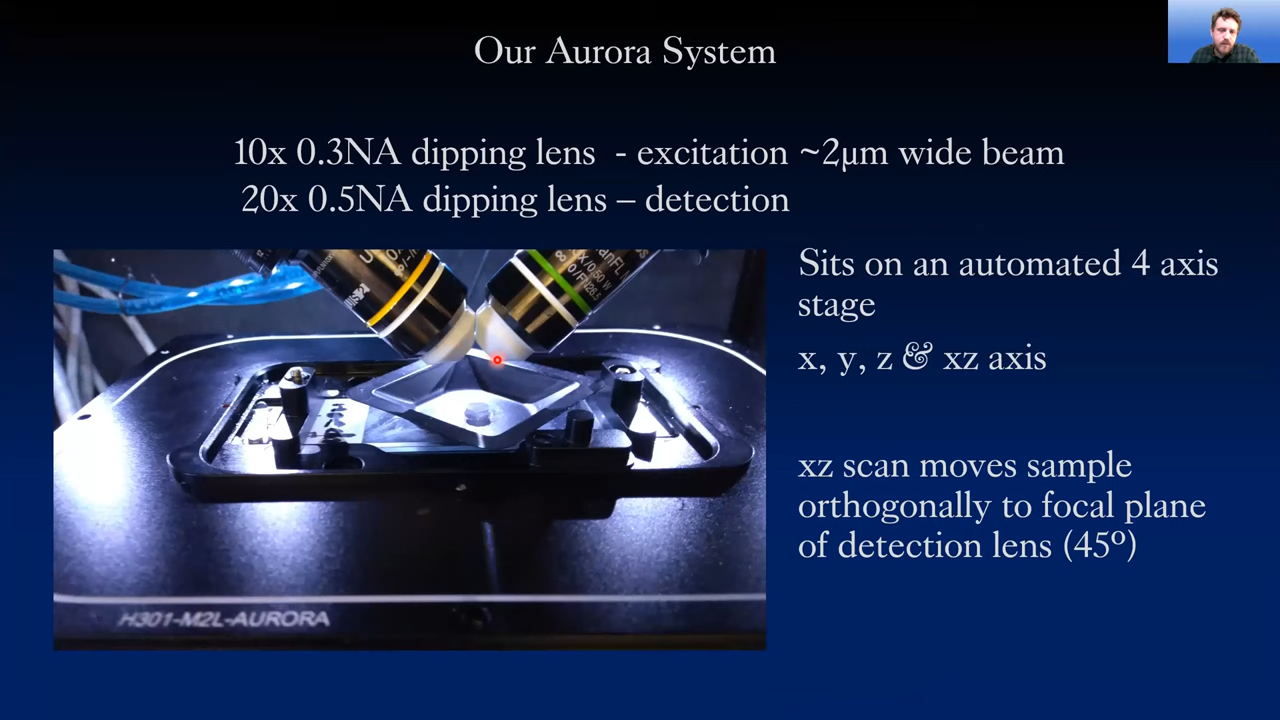 Our Aurora System
10x 0.3NA dipping lens - excitation ~2µm wide beam
20x 0.5NA dipping lens – detection
Sits on an automated 4 axis
stage
x, y, z & xz axis
xz scan moves sample
orthogonally to focal plane
of detection lens (45º)
H301-M2L-AURORA